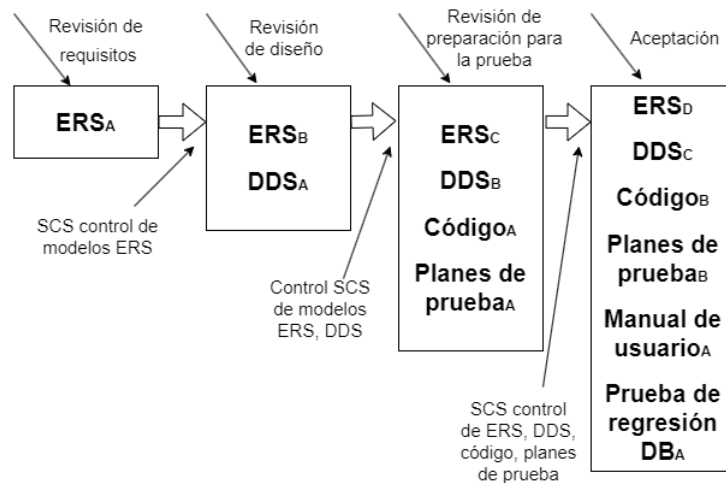 Revisión de
requisitos
Revisión
de diseño
Revisión de
preparación para
la prueba
Aceptación
ERSA
ERSB
DDSA
ERSC
DDSB
CódigoA
Planes de
pruebaA
ERSD
DDSC
CódigoB
Planes de
pruebaB
Manual de
usuarioA
Prueba de
regresión
DBA
SCS control de
modelos ERS
Control SCS
de modelos
ERS, DDS
SCS control
de ERS, DDS,
código, planes
de prueba